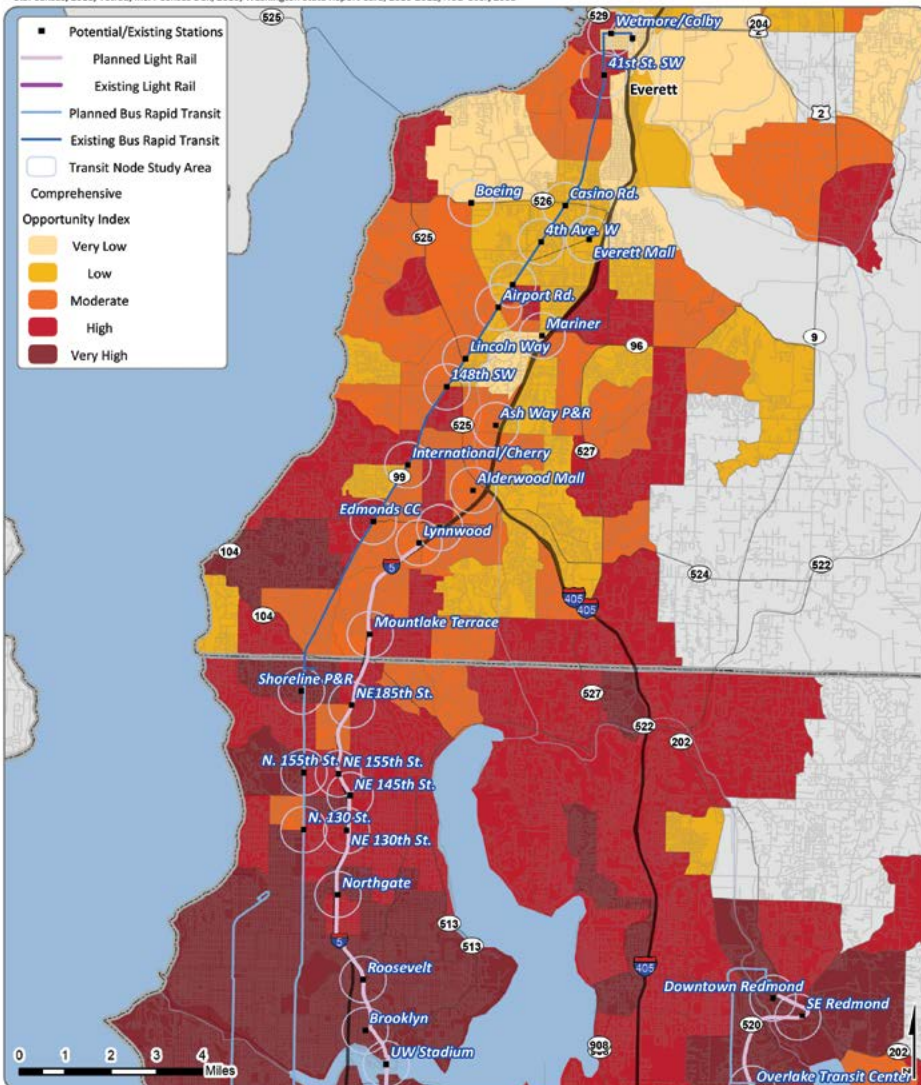 Potential/Existing Stations
Planned Light Rail
Existing Light Rail
Planned Bus Rapid Transit
Existing Bus Rapid Transit
Transit Node Study Area
Comprehensive
Opportunity Index
Very Low
Low
Moderate
High
Very High
529
Wetmore/Colby
204
2
41st St. SW
Everett
2
525
Boeing
526
Casino Rd.
525
4th Ave. W
Everett Mall
Airport Rd.
Mariner
96
9
Lincoln Way
148th SW
Ash Way P&R
525
527
International/Cherry
99
Alderwood Mall
Edmonds CC
Lynnwood
104
5
524
522
405
405
104
Mountlake Terrace
Shoreline P&R
NE185th St.
527
522
202
N. 155th St.
NE 155th St.
NE 145th St.
N. 130 St.
NE 130th St.
Northgate
513
513
5
405
Roosevelt
Downtown Redmond
SE Redmond
520
Brooklyn
908
202
UW Stadium
Overlake Transit Center
0 1 2 3 4
Miles